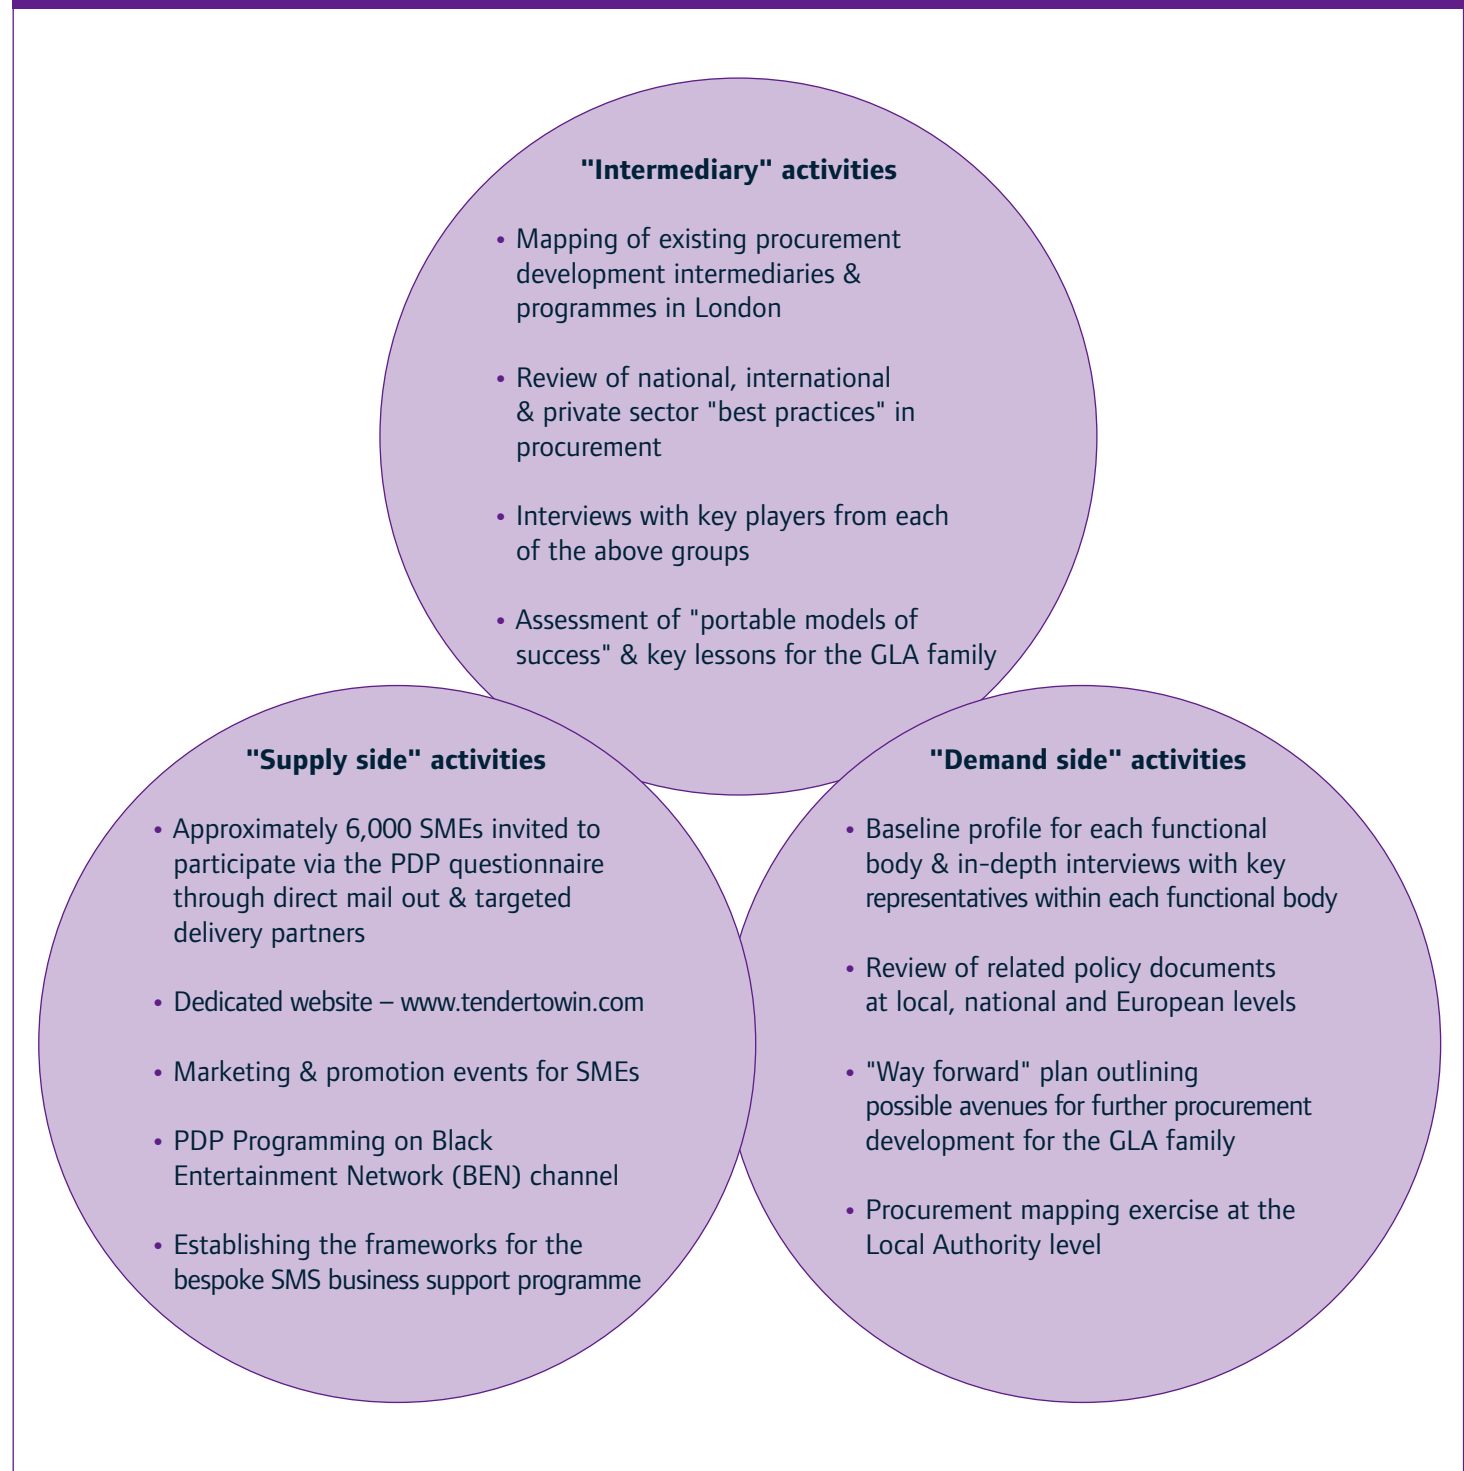 "Intermediary" activities
• Mapping of existing procurement
development intermediaries &
programmes in London
• Review of national, international
& private sector "best practices" in
procurement
• Interviews with key players from each
of the above groups
• Assessment of "portable models of
success" & key lessons for the GLA family
"Supply side" activities
• Approximately 6,000 SMEs invited to
participate via the PDP questionnaire
through direct mail out & targeted
delivery partners
• Dedicated website – www.tendertowin.com
• Marketing & promotion events for SMEs
• PDP Programming on Black
Entertainment Network (BEN) channel
• Establishing the frameworks for the
bespoke SMS business support programme
"Demand side" activities
• Baseline profile for each functional
body & in-depth interviews with key
representatives within each functional body
• Review of related policy documents
at local, national and European levels
• "Way forward" plan outlining
possible avenues for further procurement
development for the GLA family
• Procurement mapping exercise at the
Local Authority level